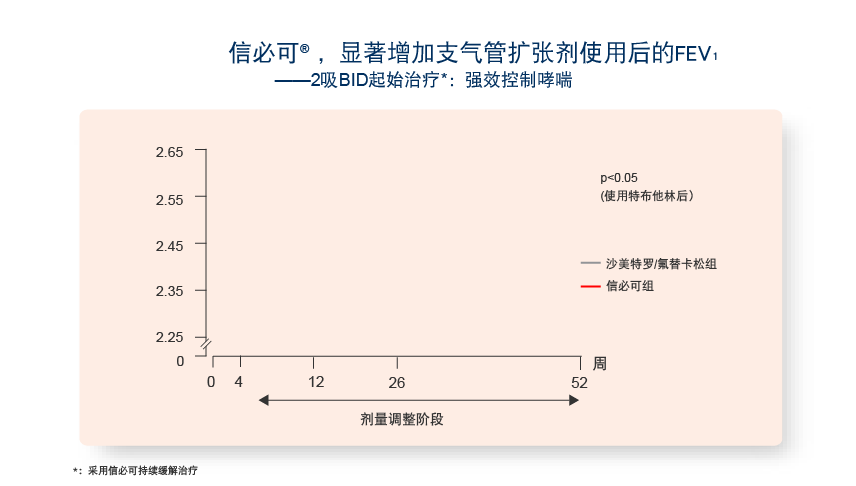 信必可®，显著增加支气管扩张剂使用后的FEV₁
——2吸BID起始治疗*：强效控制哮喘
2.65
2.55
2.45
2.35
2.25
0
p<0.05
(使用特布他林后）
沙美特罗/氟替卡松组
信必可组
0 4 12 26 52 周
剂量调整阶段
*：采用信必可持续缓解治疗